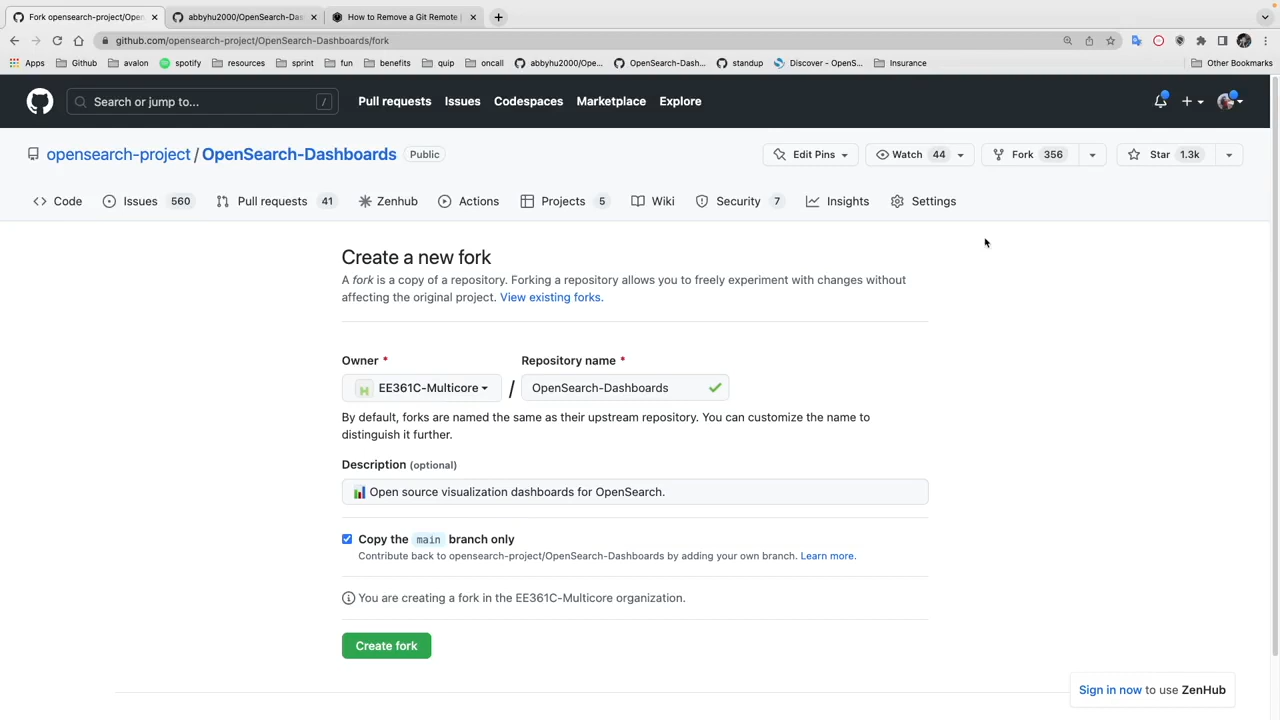 Fork opensearch-project/Open
abbyhu2000/OpenSearch-Das
How to Remove a Git Remote
github.com/opensearch-project/OpenSearch-Dashboards/fork
Apps Github avalon spotify resources sprint fun benefits quip oncall abbyhu2000/Ope... OpenSearch-Dash... standup Discover - OpenS... Insurance Other Bookmarks
Search or jump to... / Pull requests Issues Codespaces Marketplace Explore
opensearch-project / OpenSearch-Dashboards Public Edit Pins Watch 44 Fork 356 Star 1.3k
Code Issues 560 Pull requests 41 Zenhub Actions Projects 5 Wiki Security 7 Insights Settings
Create a new fork
A fork is a copy of a repository. Forking a repository allows you to freely experiment with changes without
affecting the original project. View existing forks.
Owner * Repository name *
EE361C-Multicore / OpenSearch-Dashboards
By default, forks are named the same as their upstream repository. You can customize the name to
distinguish it further.
Description (optional)
Open source visualization dashboards for OpenSearch.
Copy the main branch only
Contribute back to opensearch-project/OpenSearch-Dashboards by adding your own branch. Learn more.
You are creating a fork in the EE361C-Multicore organization.
Create fork
Sign in now to use ZenHub